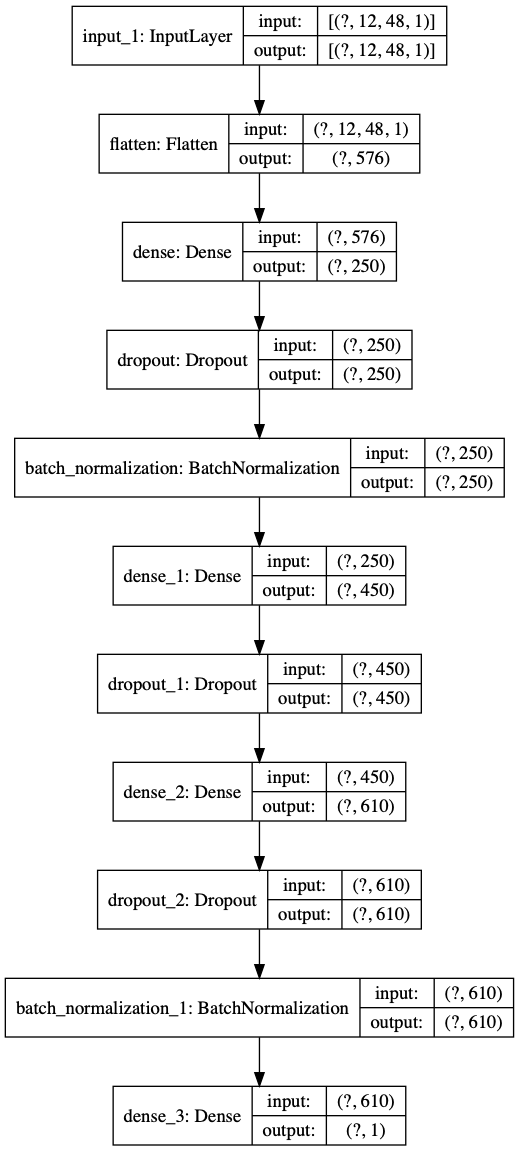 input_1: InputLayer
input: [(?, 12, 48, 1)]
output: [(?, 12, 48, 1)]
flatten: Flatten
input: (?, 12, 48, 1)
output: (?, 576)
dense: Dense
input: (?, 576)
output: (?, 250)
dropout: Dropout
input: (?, 250)
output: (?, 250)
batch_normalization: BatchNormalization
input: (?, 250)
output: (?, 250)
dense_1: Dense
input: (?, 250)
output: (?, 450)
dropout_1: Dropout
input: (?, 450)
output: (?, 450)
dense_2: Dense
input: (?, 450)
output: (?, 610)
dropout_2: Dropout
input: (?, 610)
output: (?, 610)
batch_normalization_1: BatchNormalization
input: (?, 610)
output: (?, 610)
dense_3: Dense
input: (?, 610)
output: (?, 1)